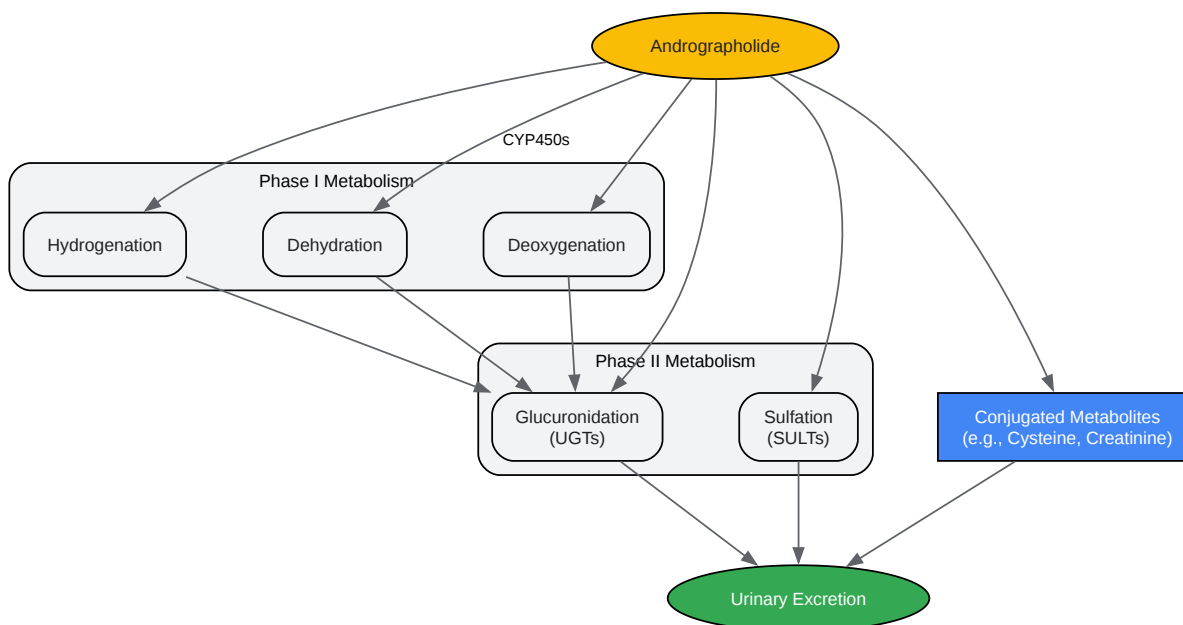 Andrographolide
CYP450s
Phase I Metabolism
Hydrogenation
Dehydration
Deoxygenation
Phase II Metabolism
Glucuronidation
(UGTs)
Sulfation
(SULTs)
Conjugated Metabolites
(e.g., Cysteine, Creatinine)
Urinary Excretion